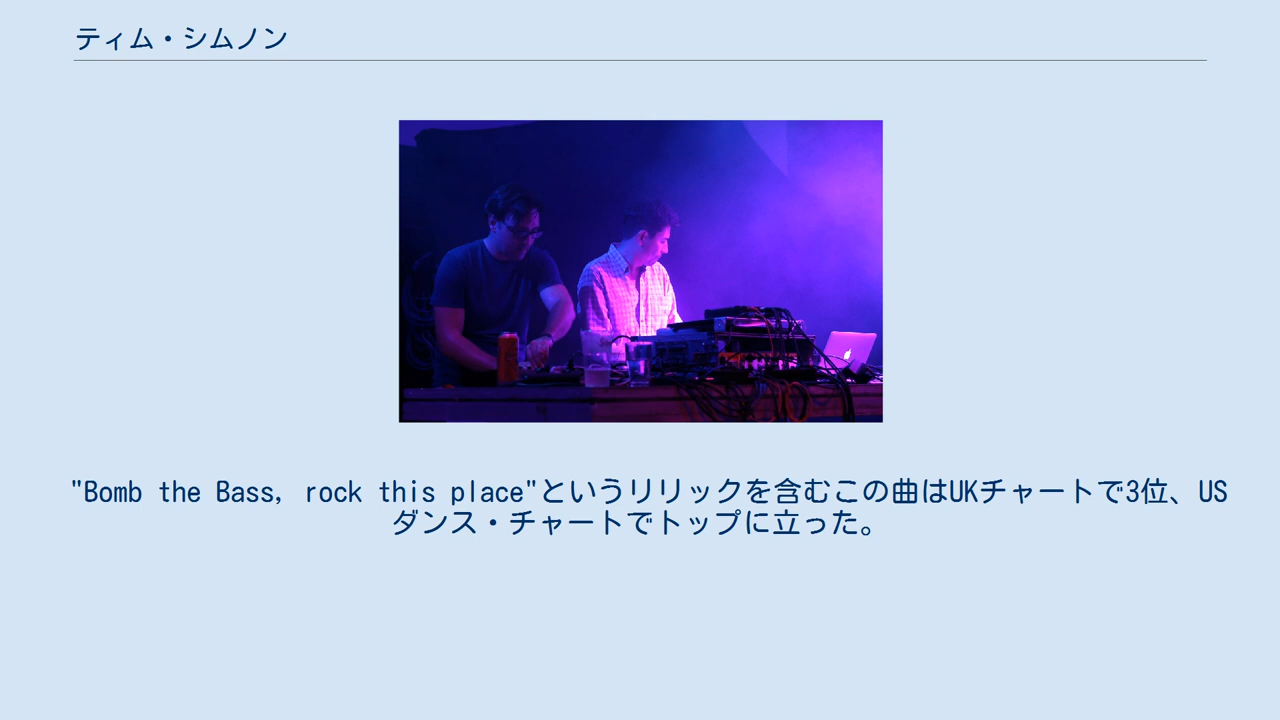 ティム・シムノン
"Bomb the Bass, rock this place"というリリックを含むこの曲はUKチャートで3位、US
ダンス・チャートでトップに立った。